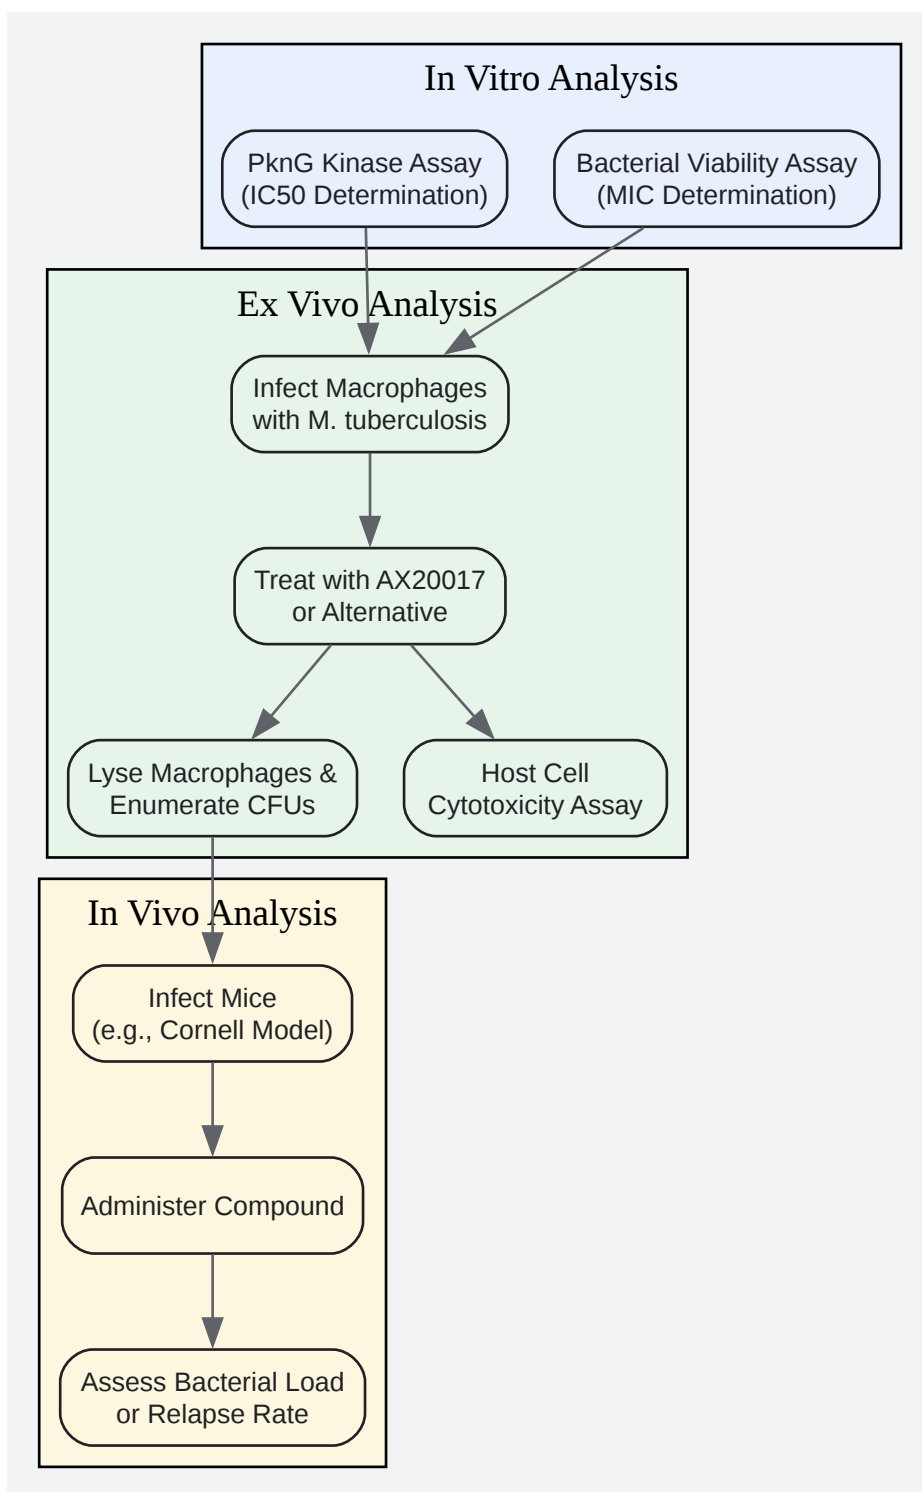 In Vitro Analysis
PknG Kinase Assay
(IC50 Determination)
Bacterial Viability Assay
(MIC Determination)
Ex Vivo Analysis
Infect Macrophages
with M. tuberculosis
Treat with AX20017
or Alternative
Lyse Macrophages &
Enumerate CFUs
Host Cell
Cytotoxicity Assay
In Vivo Analysis
Infect Mice
(e.g., Cornell Model)
Administer Compound
Assess Bacterial Load
or Relapse Rate